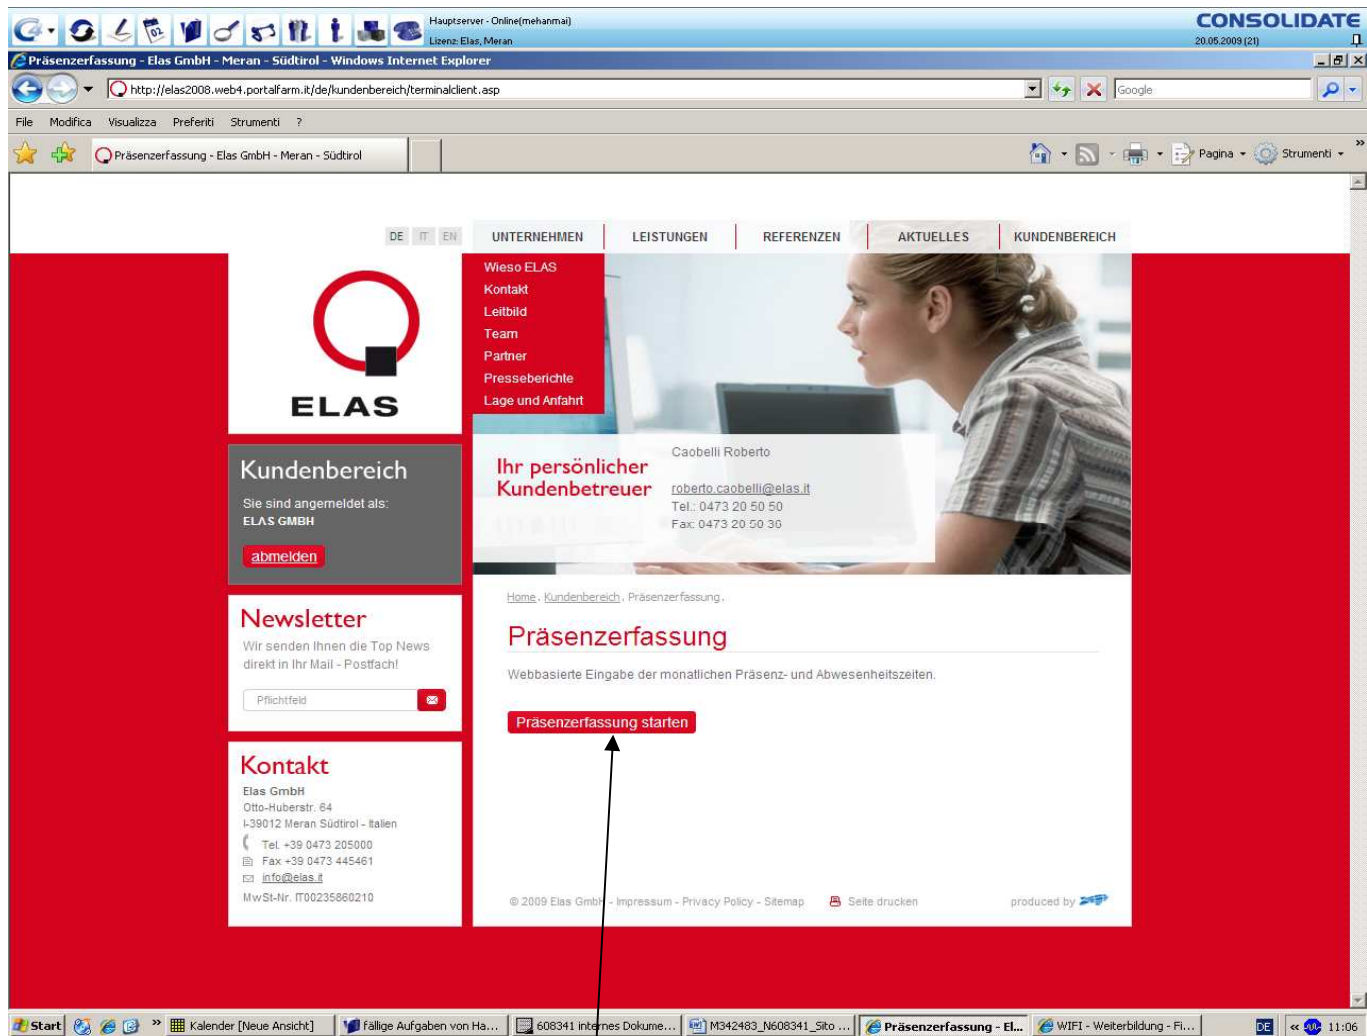 Hauptserver - Online(mehanmai)
Lizenz: Elas, Meran
CONSOLIDATE
20.05.2009 (21)
Präsenzerfassung - Elas GmbH - Meran - Südtirol - Windows Internet Explorer
http://elas2008.web4.portalfarm.it/de/kundenbereich/terminalclient.asp
Google
File Modifica Visualizza Preferiti Strumenti ?
Präsenzerfassung - Elas GmbH - Meran - Südtirol
Pagina
Strumenti
DE IT EN
UNTERNEHMEN LEISTUNGEN REFERENZEN AKTUELLES KUNDENBEREICH
Wieso ELAS
Kontakt
Leitbild
Team
Partner
Presseberichte
Lage und Anfahrt
ELAS
Kundenbereich
Sie sind angemeldet als:
ELAS GMBH
abmelden
Ihr persönlicher
Kundenbetreuer
Caobelli Roberto
roberto.caobelli@elas.it
Tel.: 0473 20 50 50
Fax: 0473 20 50 30
Newsletter
Wir senden Ihnen die Top News
direkt in Ihr Mail - Postfach!
Pflichtfeld
Kontakt
Elas GmbH
Otto-Huberstr. 64
I-39012 Meran Südtirol - Italien
Tel. +39 0473 205000
Fax +39 0473 445461
info@elas.it
MwSt-Nr. IT00235860210
Home . Kundenbereich . Präsenzerfassung .
Präsenzerfassung
Webbasierte Eingabe der monatlichen Präsenz- und Abwesenheitszeiten.
Präsenzerfassung starten
© 2009 Elas GmbH - Impressum - Privacy Policy - Sitemap
Seite drucken
produced by
Start
Kalender [Neue Ansicht]
fällige Aufgaben von Ha...
608341 internes Dokume...
M342483_N608341_Sito ...
Präsenzerfassung - El...
WIFI - Weiterbildung - Fi...
DE
11:06